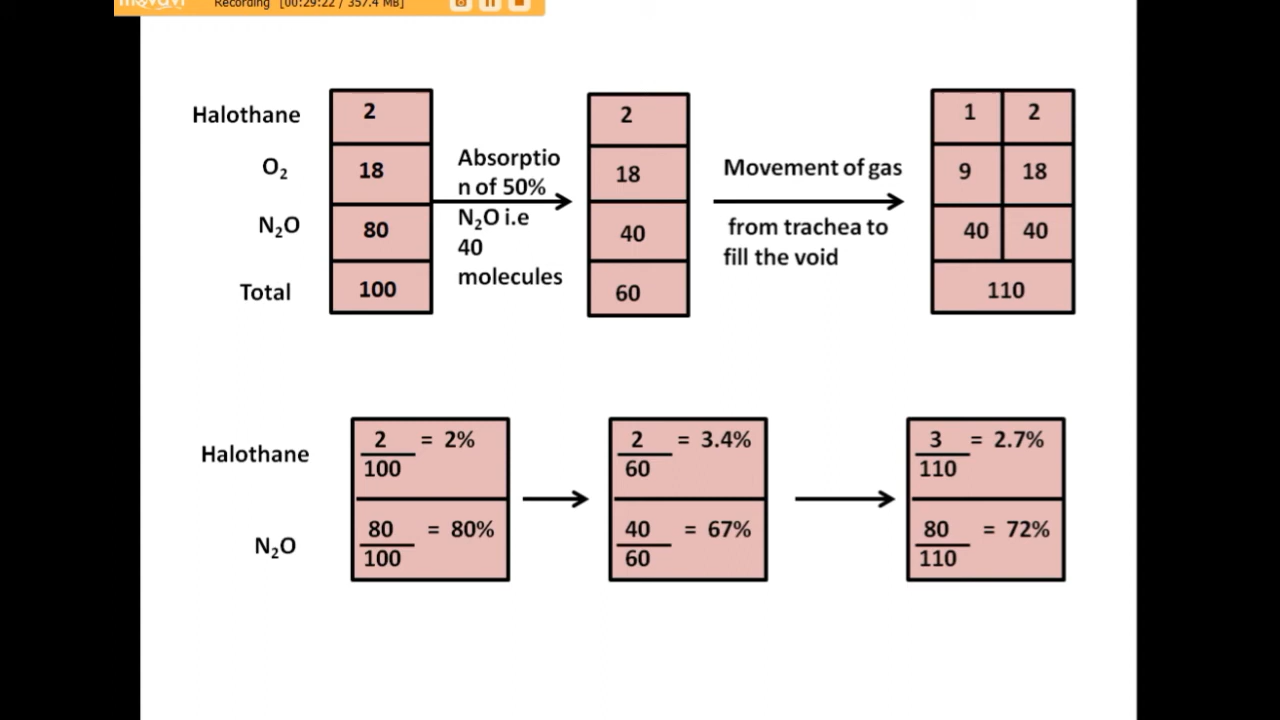 movavi Recording [00:29:22 / 357.4 MB]
Halothane 2 2 1 2
O₂ 18 18 9 18
N₂O 80 40 40 40
Total 100 60 110
Absorptio
n of 50%
N₂O i.e
40
molecules
Movement of gas
from trachea to
fill the void
Halothane
2/100 = 2%
2/60 = 3.4%
3/110 = 2.7%
N₂O
80/100 = 80%
40/60 = 67%
80/110 = 72%